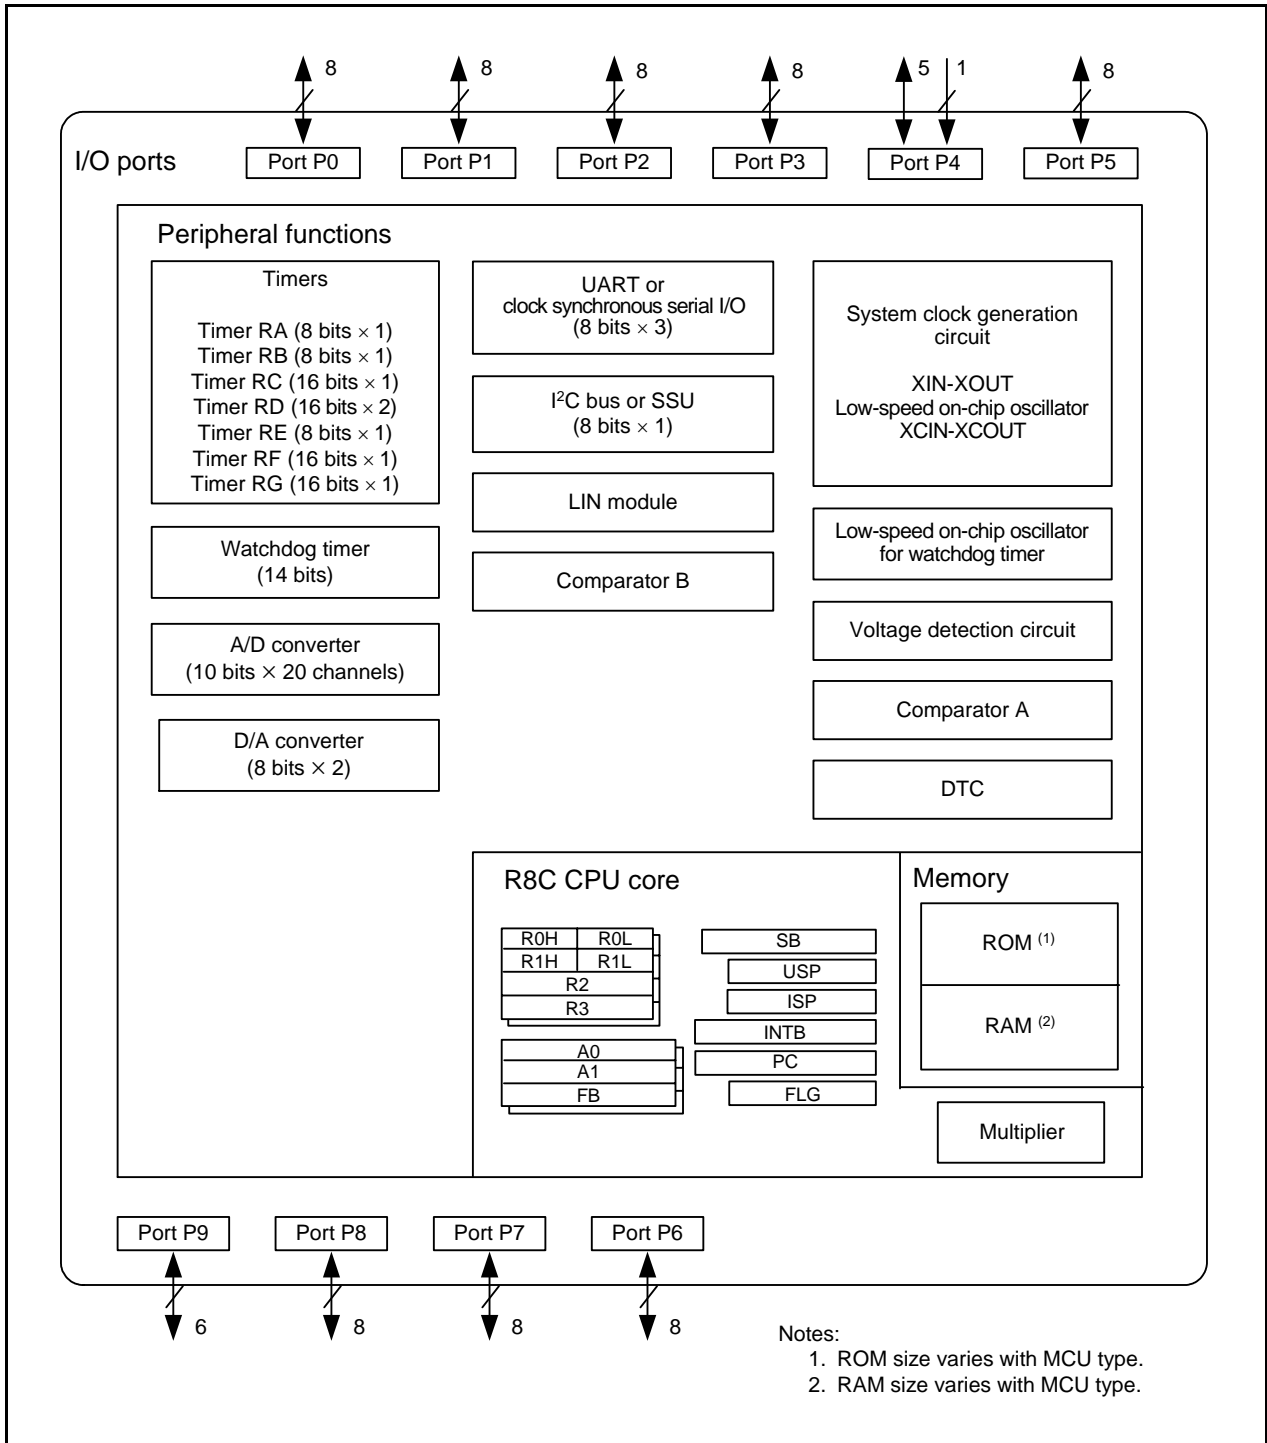 8 8 8 8 5 1 8
I/O ports
Port P0 Port P1 Port P2 Port P3 Port P4 Port P5
Peripheral functions
Timers
Timer RA (8 bits × 1)
Timer RB (8 bits × 1)
Timer RC (16 bits × 1)
Timer RD (16 bits × 2)
Timer RE (8 bits × 1)
Timer RF (16 bits × 1)
Timer RG (16 bits × 1)
Watchdog timer
(14 bits)
A/D converter
(10 bits × 20 channels)
D/A converter
(8 bits × 2)
UART or
clock synchronous serial I/O
(8 bits × 3)
I²C bus or SSU
(8 bits × 1)
LIN module
Comparator B
System clock generation
circuit
XIN-XOUT
Low-speed on-chip oscillator
XCIN-XCOUT
Low-speed on-chip oscillator
for watchdog timer
Voltage detection circuit
Comparator A
DTC
R8C CPU core
R0H R0L
R1H R1L
R2
R3
A0
A1
FB
SB
USP
ISP
INTB
PC
FLG
Memory
ROM (1)
RAM (2)
Multiplier
Port P9 Port P8 Port P7 Port P6
6 8 8 8
Notes:
1. ROM size varies with MCU type.
2. RAM size varies with MCU type.